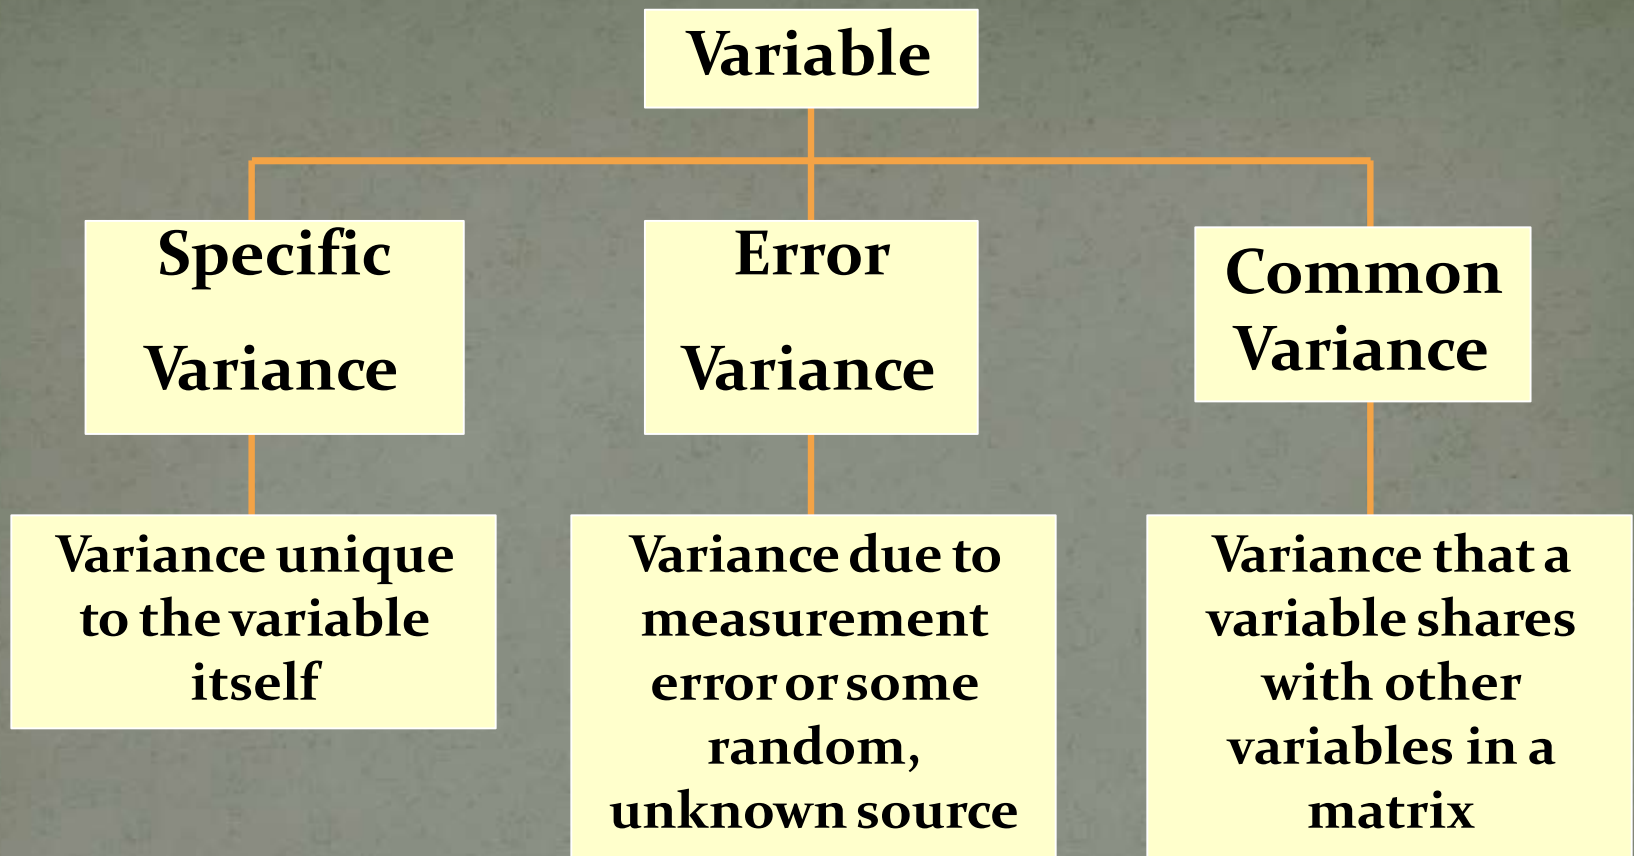 Variable
Specific
Variance
Error
Variance
Common
Variance
Variance unique
to the variable
itself
Variance due to
measurement
error or some
random,
unknown source
Variance that a
variable shares
with other
variables in a
matrix